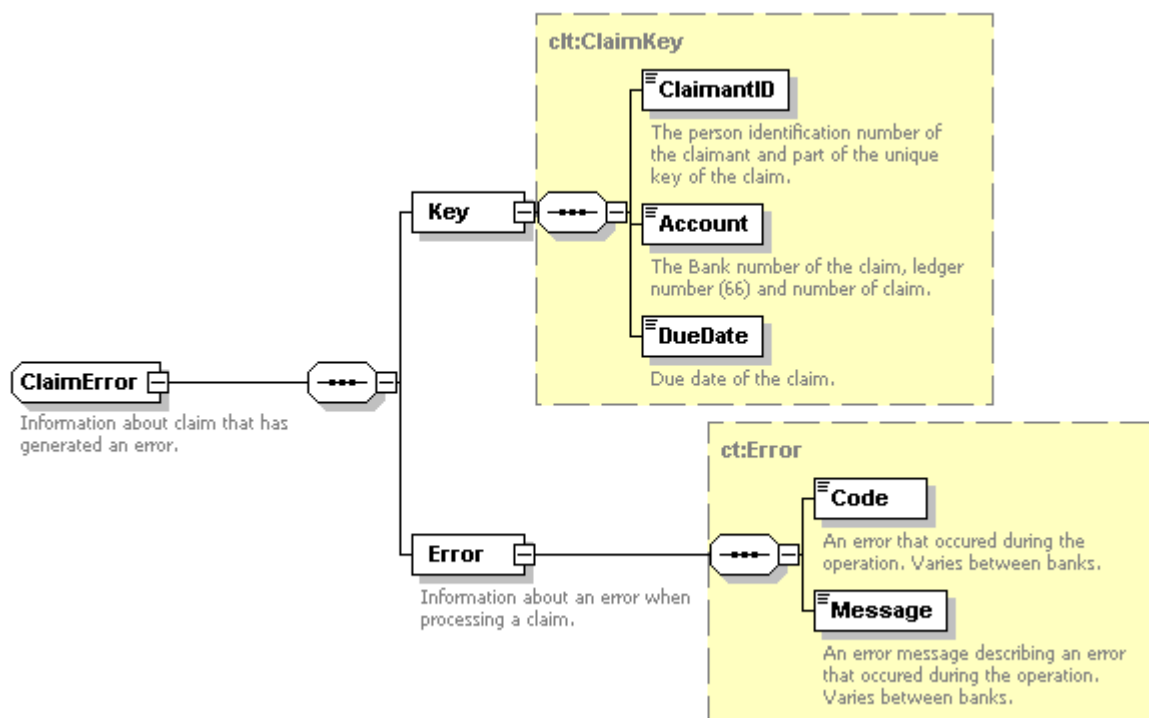 clt:ClaimKey
ClaimantID
The person identification number of
the claimant and part of the unique
key of the claim.
Key
Account
The Bank number of the claim, ledger
number (66) and number of claim.
DueDate
Due date of the claim.
ClaimError
Information about claim that has
generated an error.
ct:Error
Code
An error that occured during the
operation. Varies between banks.
Error
Information about an error when
processing a claim.
Message
An error message describing an error
that occured during the operation.
Varies between banks.